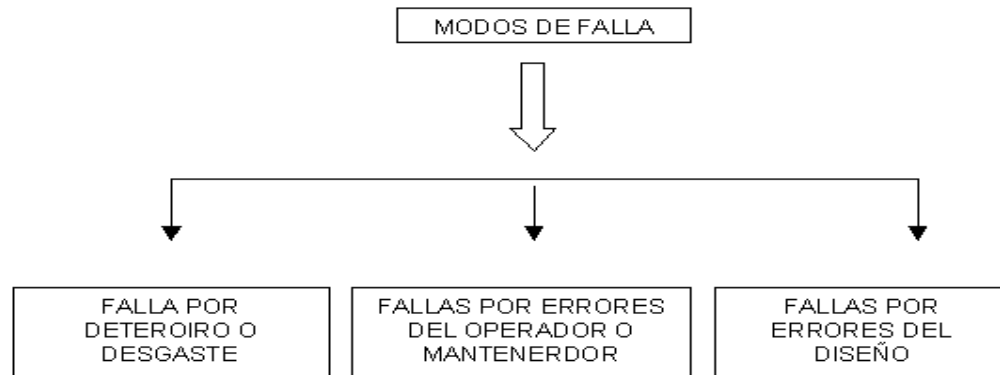 MODOS DE FALLA
FALLA POR
DETEROIRO O
DESGASTE
FALLAS POR ERRORES
DEL OPERADOR O
MANTENERDOR
FALLAS POR
ERRORES DEL
DISEÑO